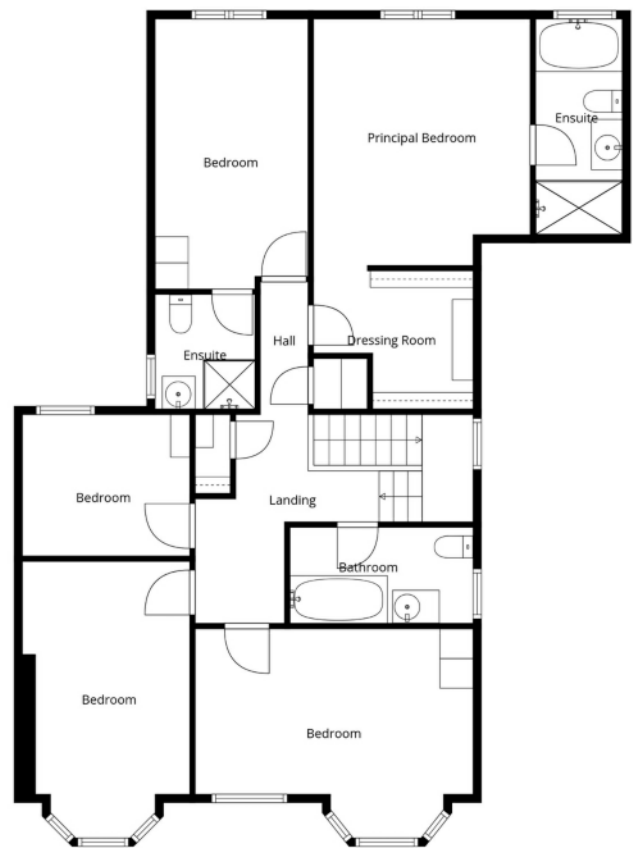 Principal Bedroom
Ensuite
Bedroom
Hall
Dressing Room
Ensuite
Bedroom
Landing
Bathroom
Bedroom
Bedroom